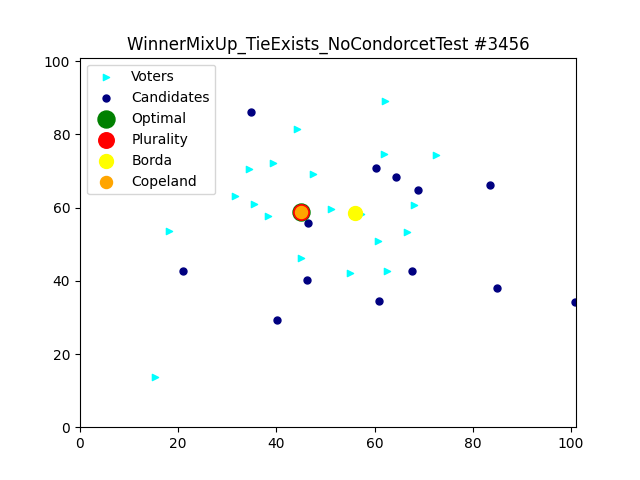 WinnerMixUp_TieExists_NoCondorcetTest #3456
Voters
Candidates
Optimal
Plurality
Borda
Copeland
100
80
60
40
20
0
0 20 40 60 80 100